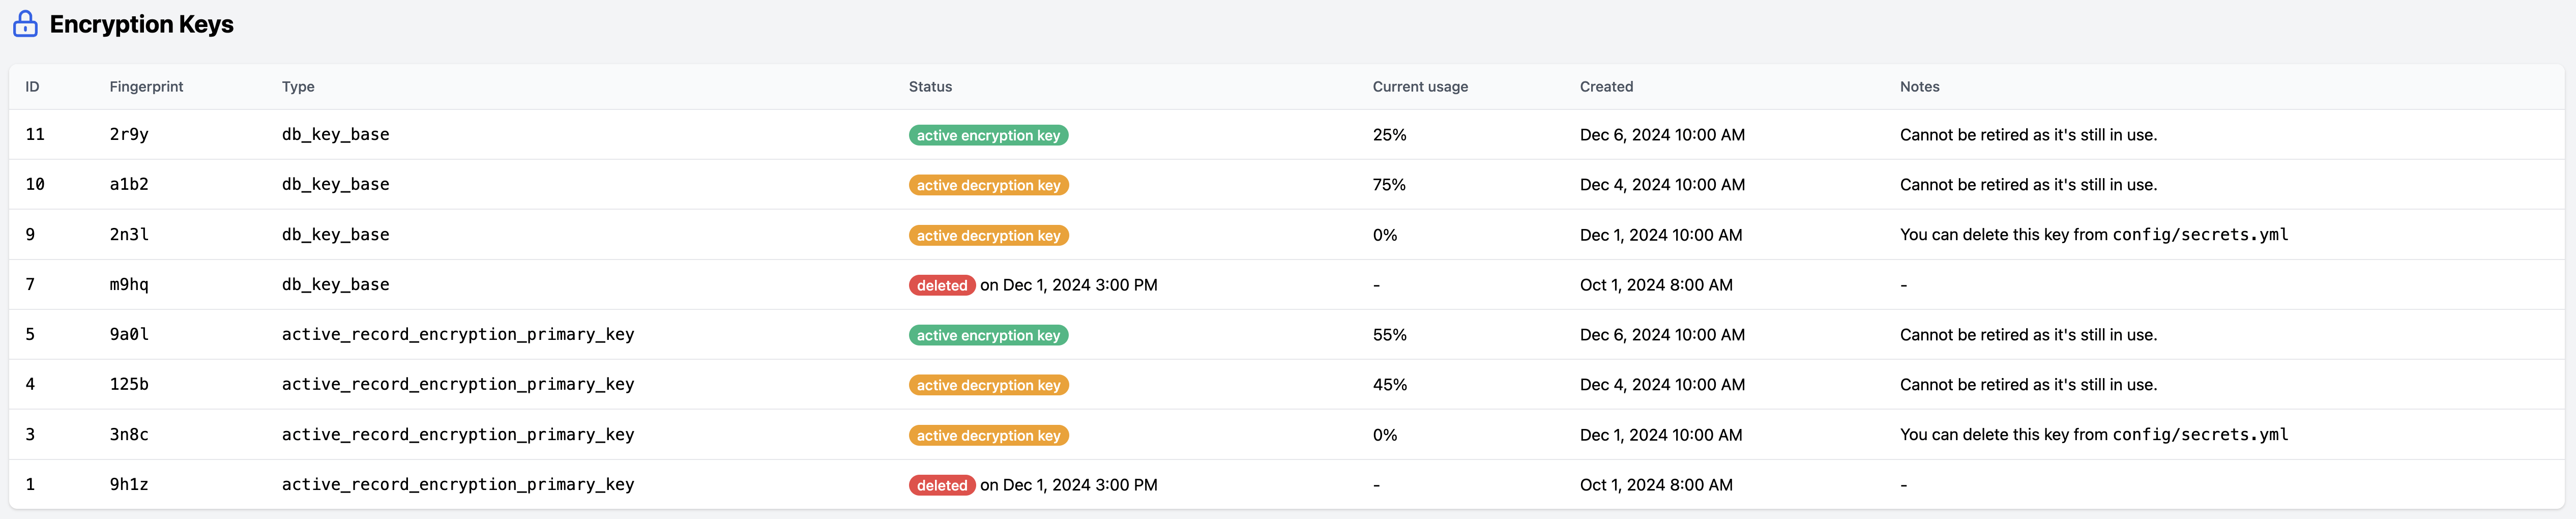 Encryption Keys
ID Fingerprint Type Status Current usage Created Notes
11 2r9y db_key_base active encryption key 25% Dec 6, 2024 10:00 AM Cannot be retired as it's still in use.
10 a1b2 db_key_base active decryption key 75% Dec 4, 2024 10:00 AM Cannot be retired as it's still in use.
9 2n3l db_key_base active decryption key 0% Dec 1, 2024 10:00 AM You can delete this key from config/secrets.yml
7 m9hq db_key_base deleted on Dec 1, 2024 3:00 PM - Oct 1, 2024 8:00 AM -
5 9a0l active_record_encryption_primary_key active encryption key 55% Dec 6, 2024 10:00 AM Cannot be retired as it's still in use.
4 125b active_record_encryption_primary_key active decryption key 45% Dec 4, 2024 10:00 AM Cannot be retired as it's still in use.
3 3n8c active_record_encryption_primary_key active decryption key 0% Dec 1, 2024 10:00 AM You can delete this key from config/secrets.yml
1 9h1z active_record_encryption_primary_key deleted on Dec 1, 2024 3:00 PM - Oct 1, 2024 8:00 AM -